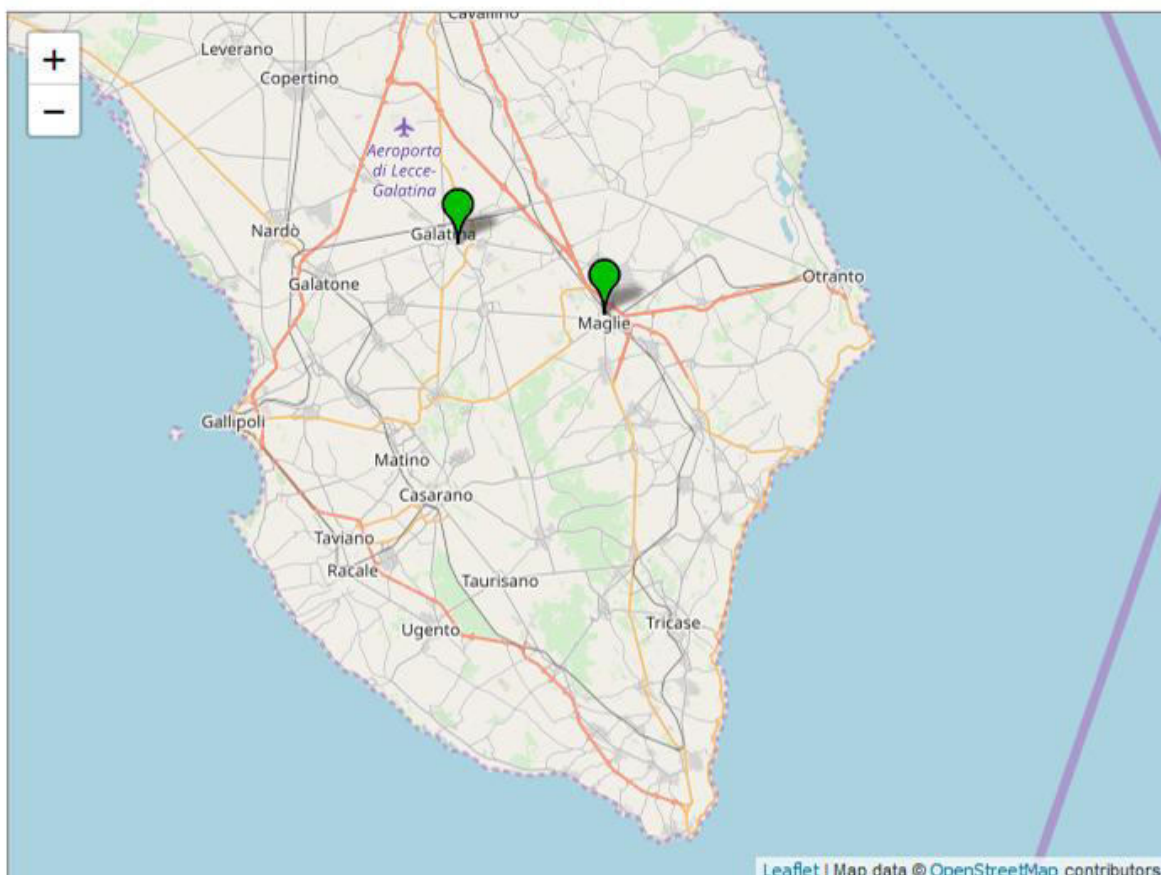 Cavallino
+
Leverano
Copertino
−
Aeroporto
di Lecce-
Galatina
Nardò
Galatina
Galatone
Otranto
Maglie
Gallipoli
Matino
Casarano
Taviano
Racale
Taurisano
Ugento
Tricase
Leaflet | Map data © OpenStreetMap contributors